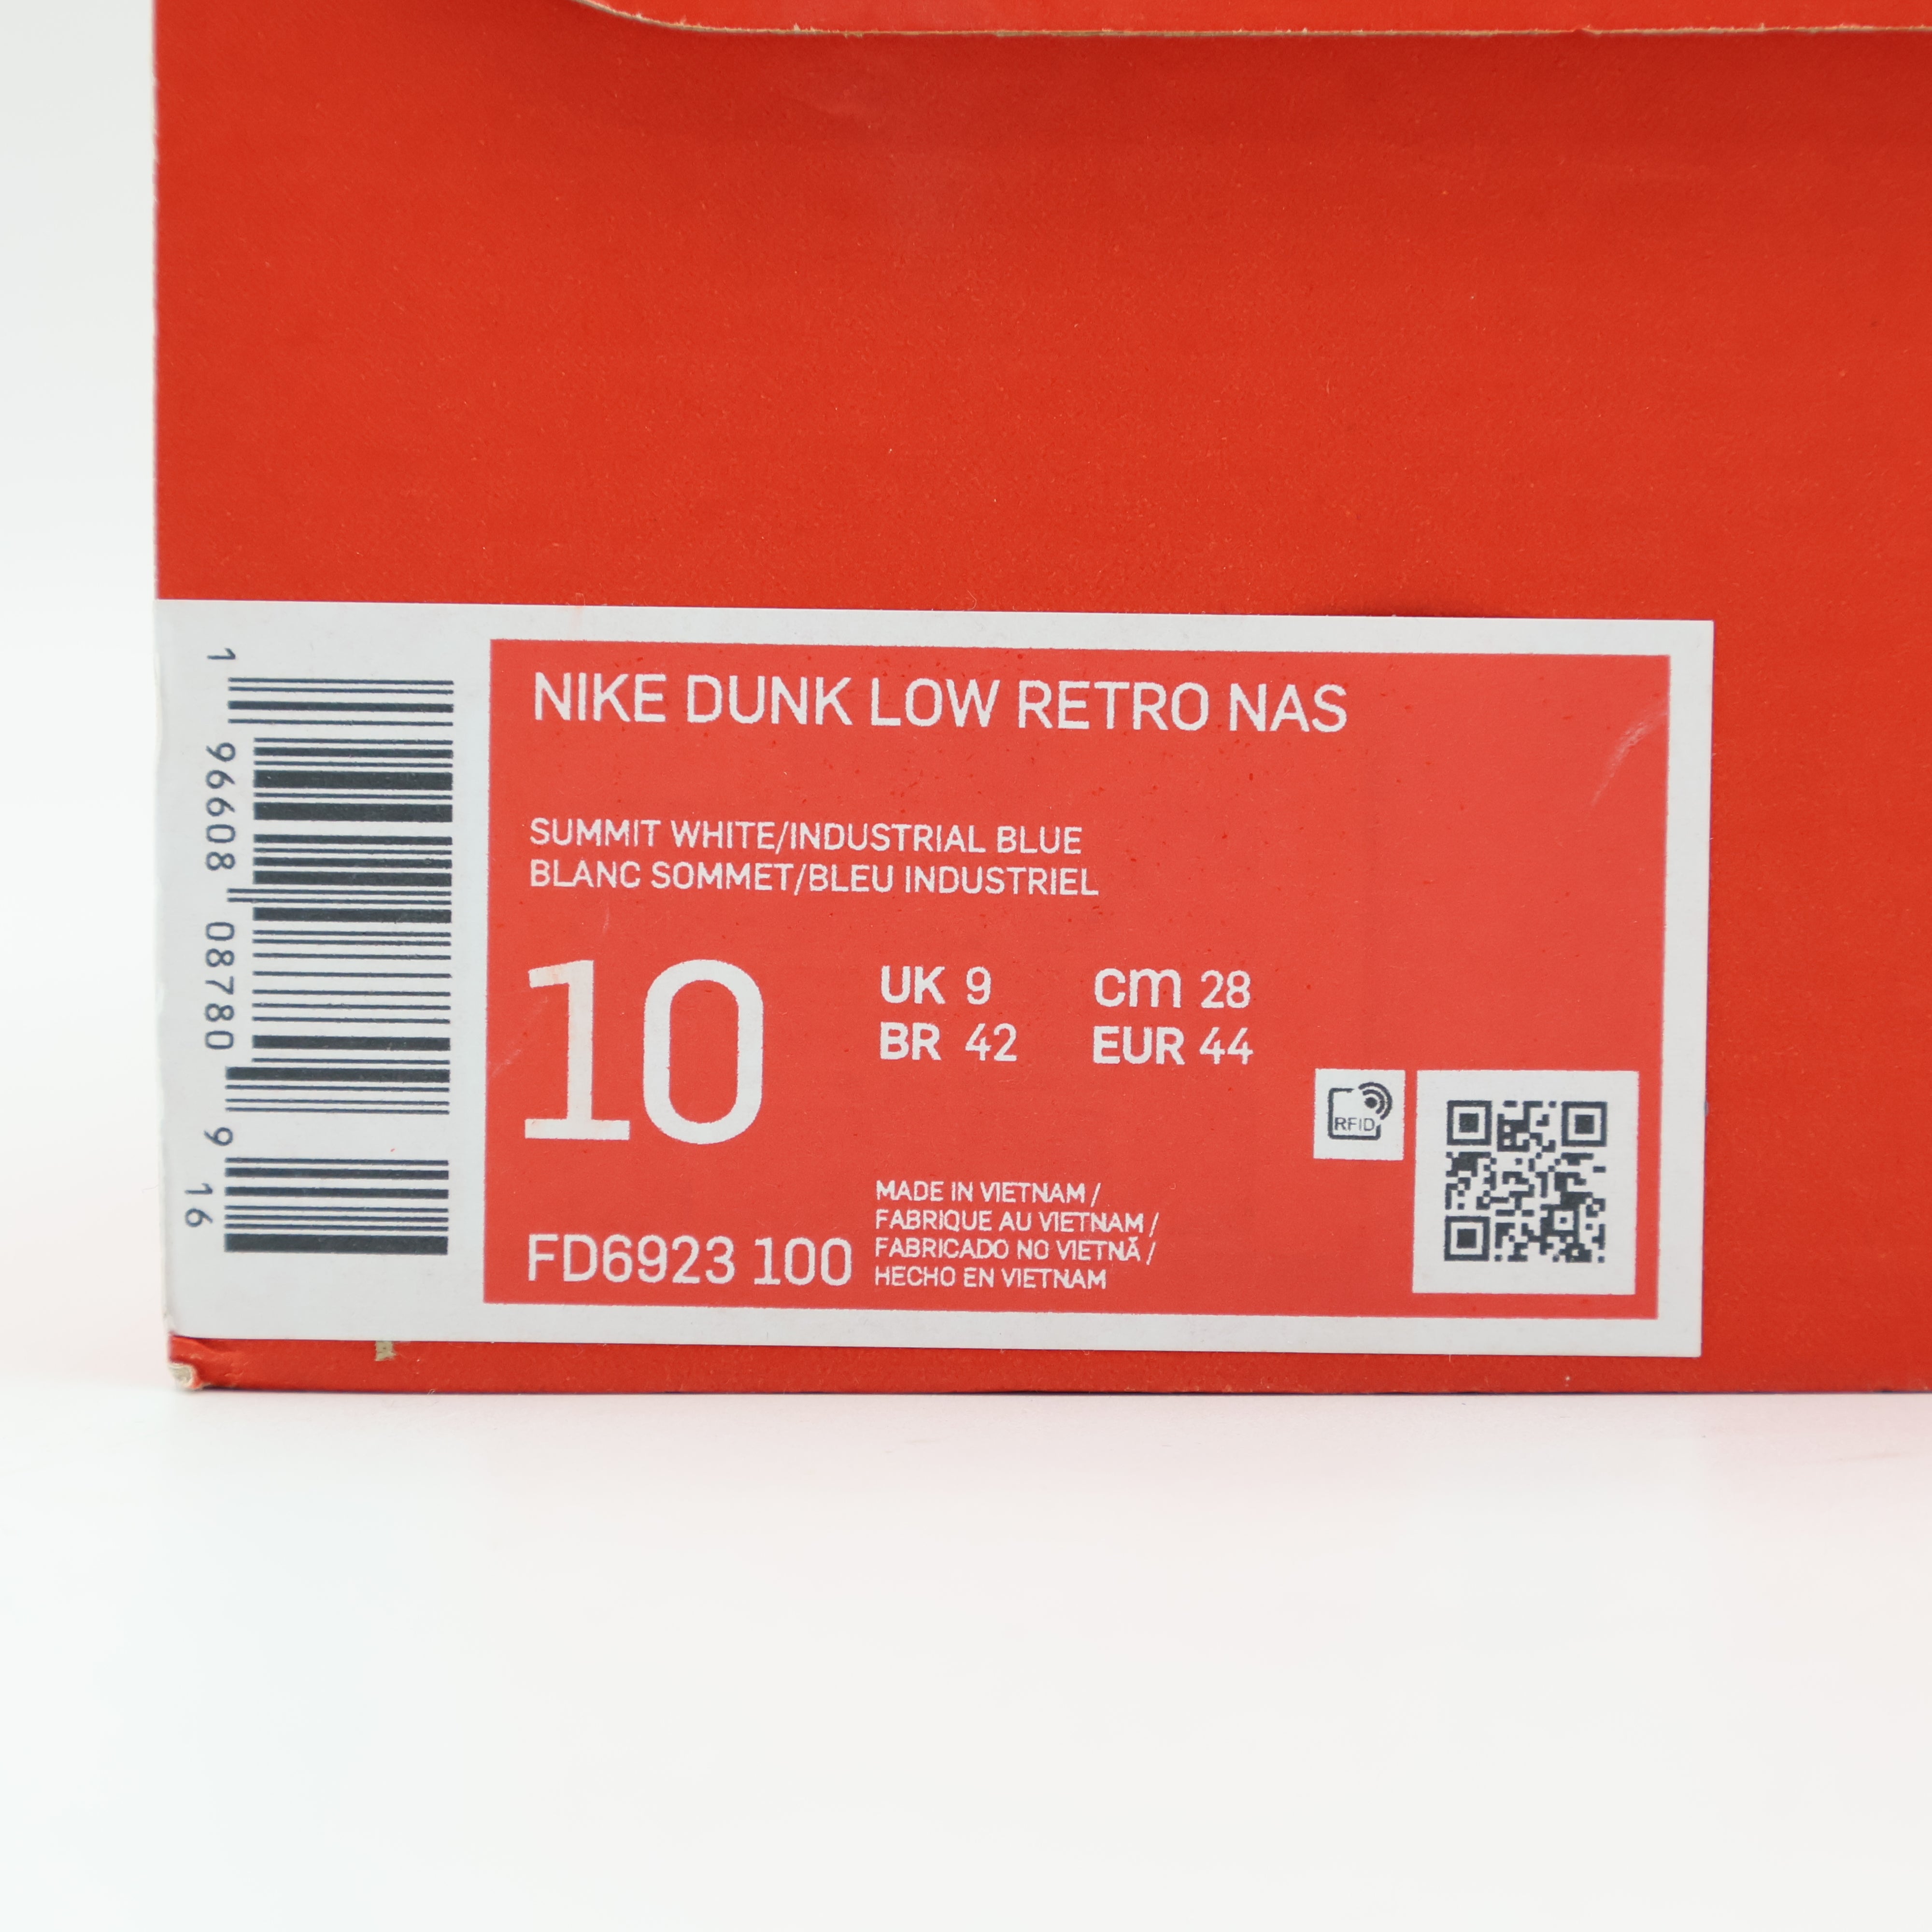 NIKE DUNK LOW RETRO NAS
SUMMIT WHITE/INDUSTRIAL BLUE
BLANC SOMMET/BLEU INDUSTRIEL
10
UK 9
cm 28
BR 42
EUR 44
RFID
FD6923 100
MADE IN VIETNAM /
FABRIQUE AU VIETNAM /
FABRICADO NO VIETNÃ /
HECHO EN VIETNAM
1 96608 08780 9 16